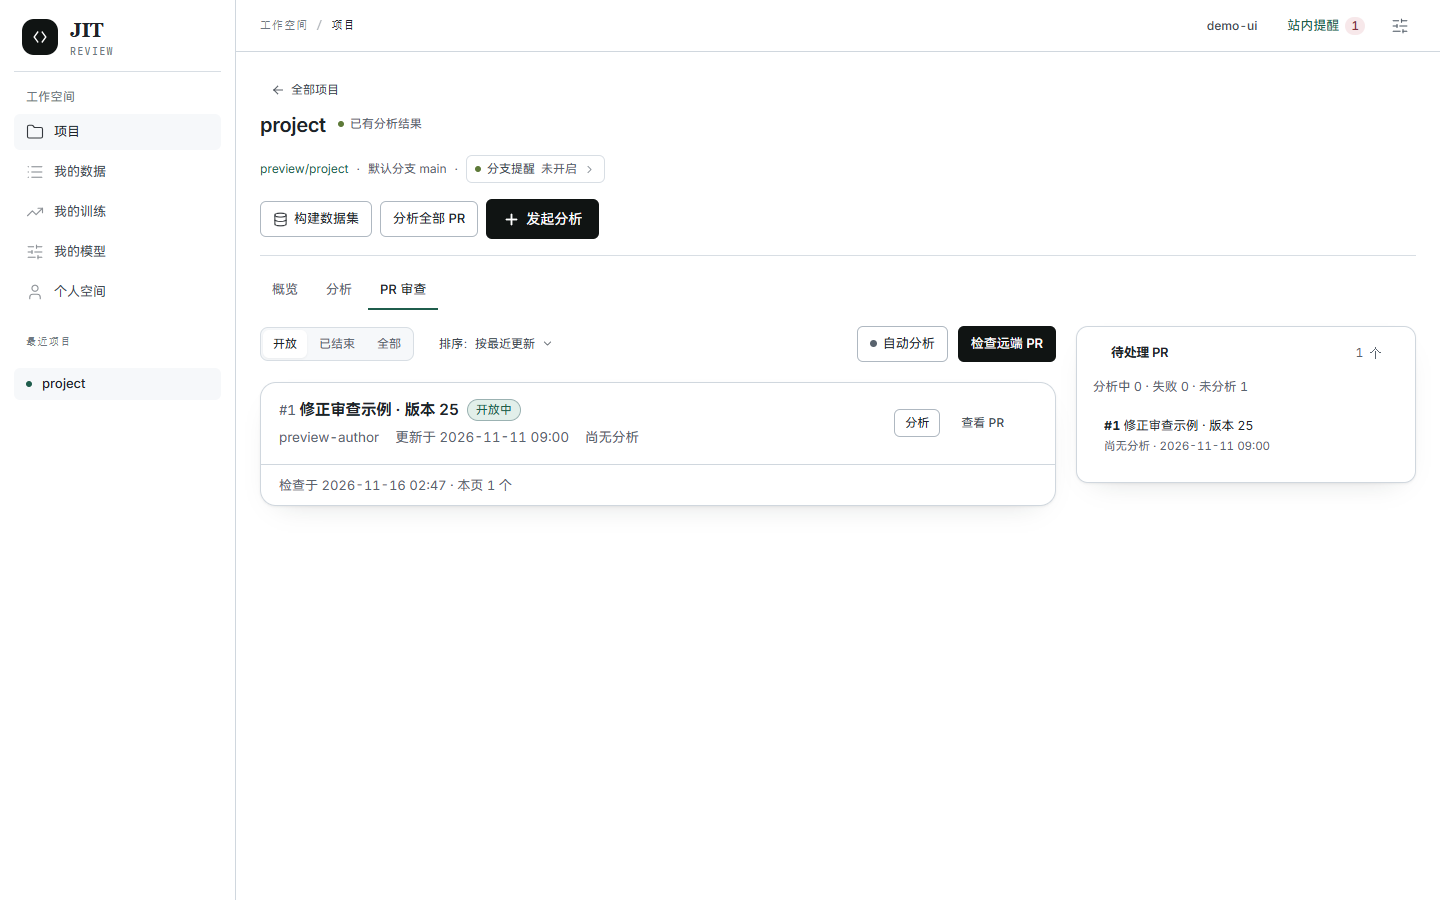 JIT
REVIEW
工作空间
项目
我的数据
我的训练
我的模型
个人空间
最近项目
project
工作空间 / 项目
demo-ui
站内提醒 1
全部项目
project 已有分析结果
preview/project · 默认分支 main · 分支提醒 未开启
构建数据集
分析全部 PR
发起分析
概览 分析 PR 审查
开放 已结束 全部
排序: 按最近更新
自动分析
检查远端 PR
#1 修正审查示例 · 版本 25 开放中
preview-author 更新于 2026-11-11 09:00 尚无分析
分析 查看 PR
检查于 2026-11-16 02:47 · 本页 1 个
待处理 PR 1 个
分析中 0 · 失败 0 · 未分析 1
#1 修正审查示例 · 版本 25
尚无分析 · 2026-11-11 09:00